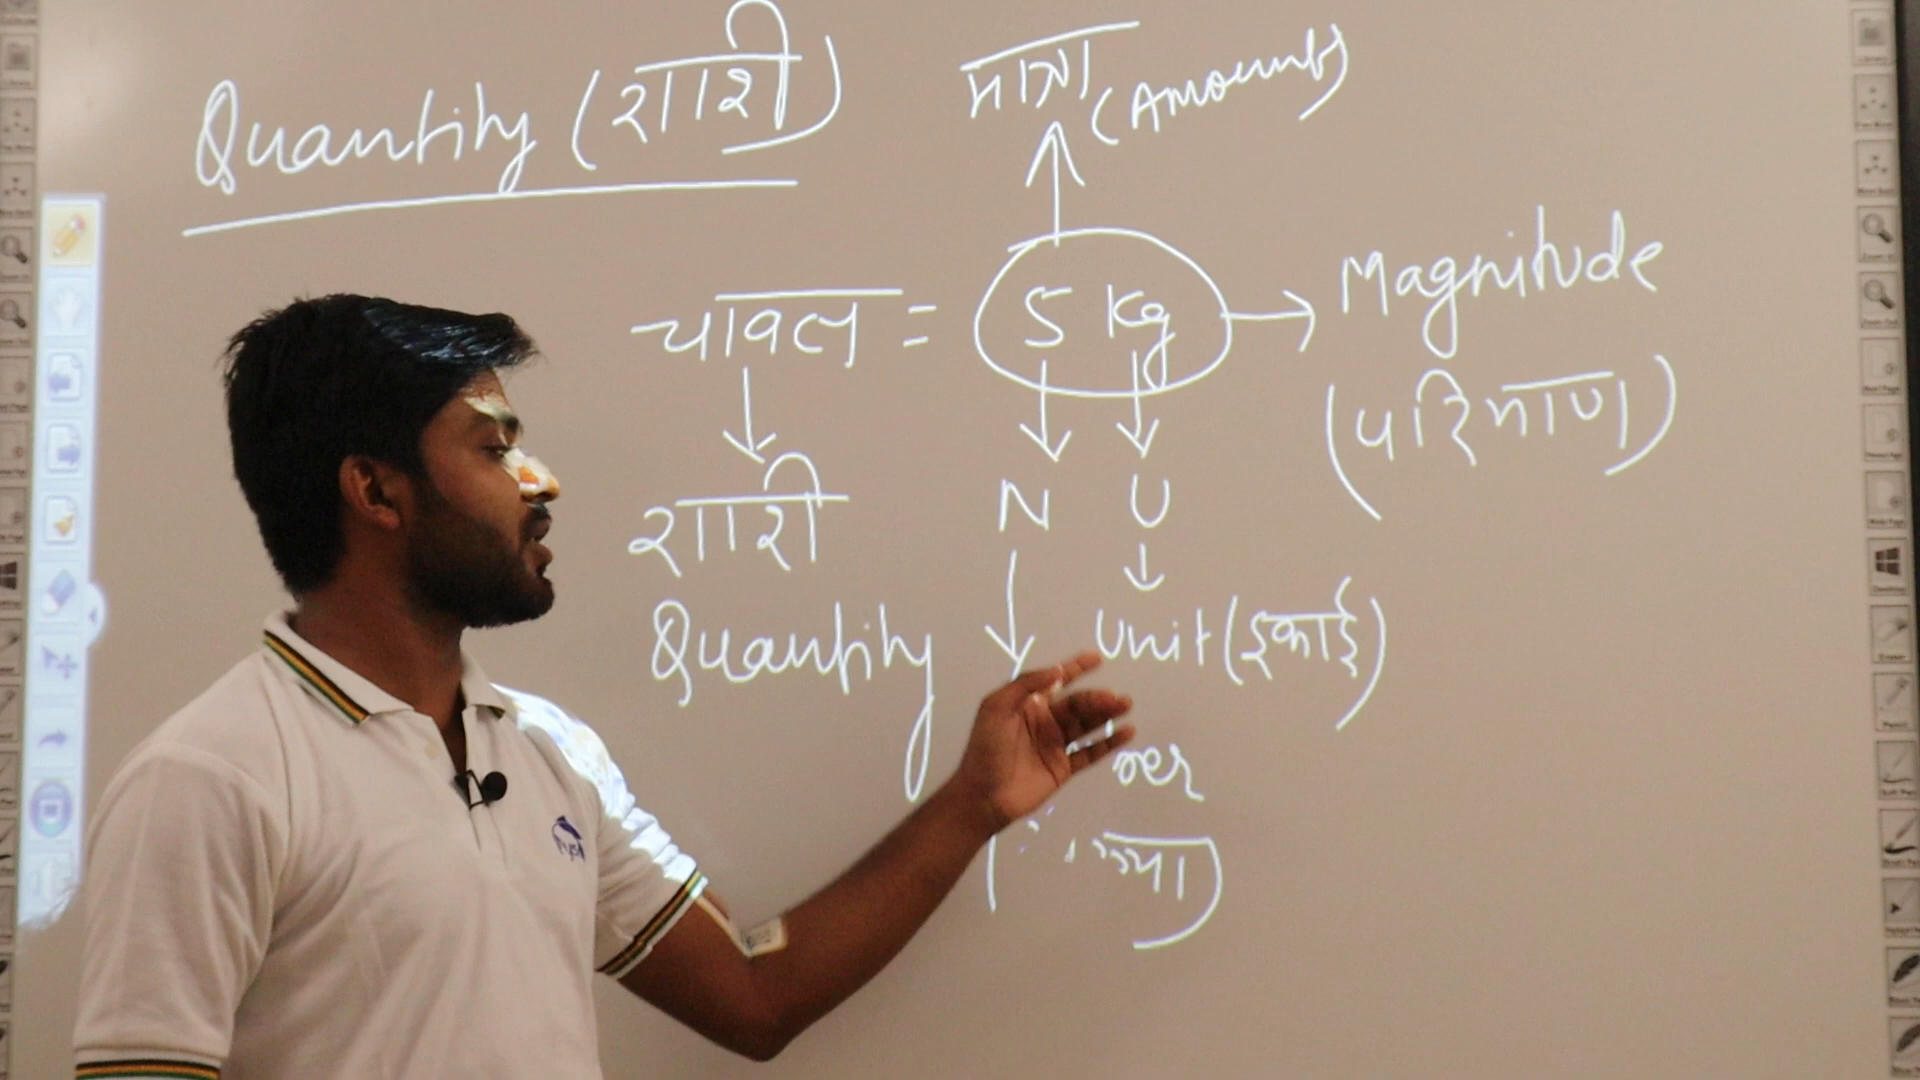 Quantity (राशी)
मात्रा (Amount)
चावल = 5 Kg → Magnitude
(परिमाण)
राशी
N U
Quantity
Unit (इकाई)